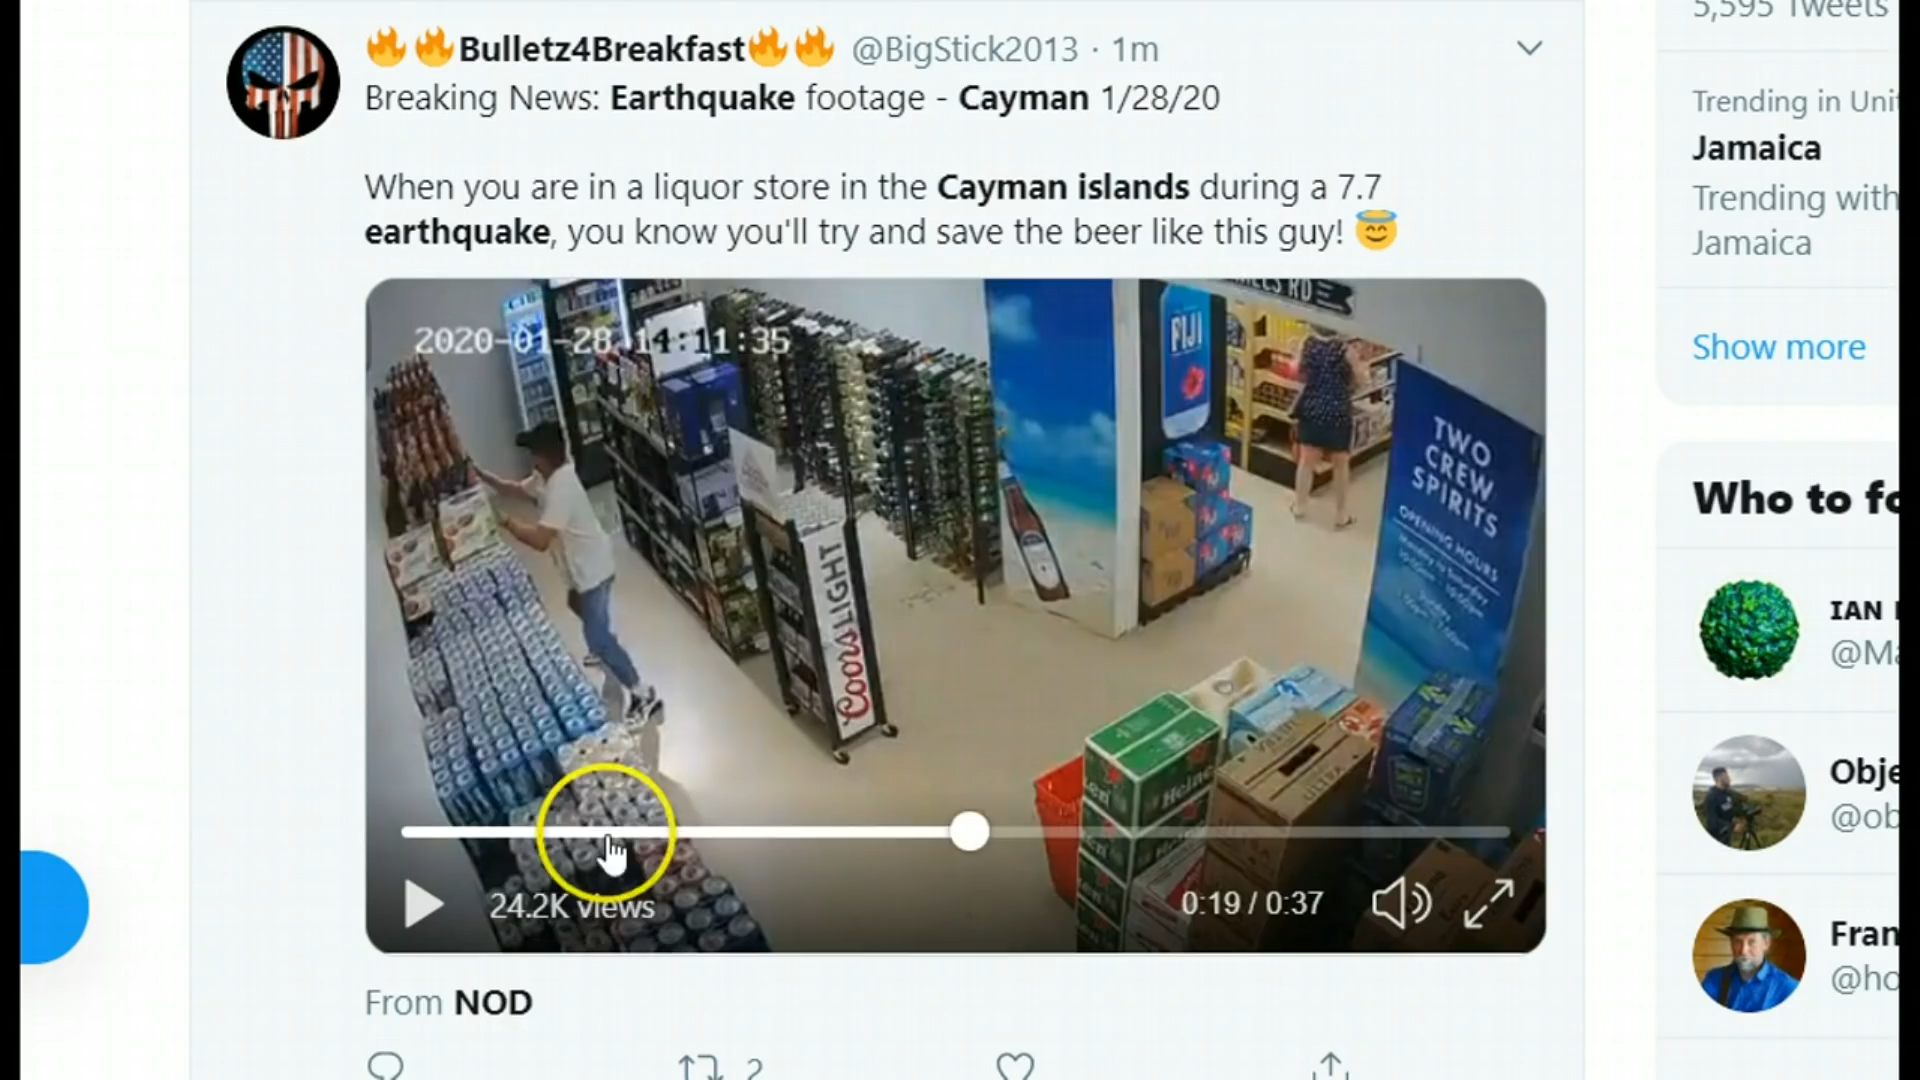 5,595 Tweets
🔥🔥Bulletz4Breakfast🔥🔥 @BigStick2013 · 1m
Breaking News: Earthquake footage - Cayman 1/28/20
When you are in a liquor store in the Cayman islands during a 7.7
earthquake, you know you'll try and save the beer like this guy! 😇
2020-01-28 14:11:35
RD
FIJI
TWO
CREW
SPIRITS
OPENING HOURS
Coors LIGHT
24.2K views
0:19 / 0:37
From NOD
2
Trending in Uni
Jamaica
Trending with
Jamaica
Show more
Who to fo
IAN
@Ma
Obje
@ob
Fran
@ho